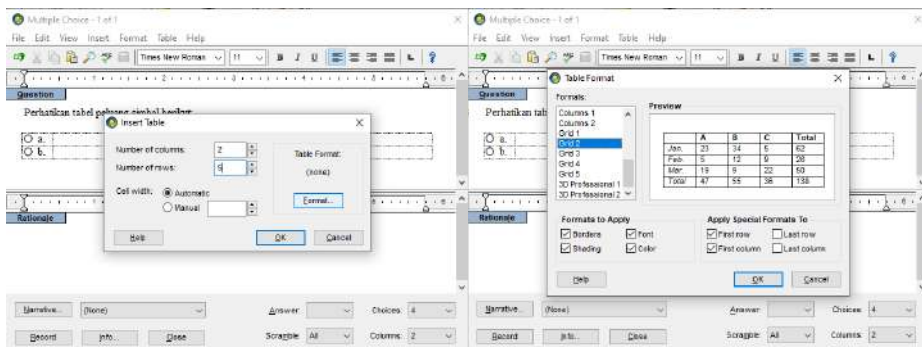 Multiple Choice - 1 of 1
File Edit View Insert Format Table Help
Times New Roman 11 B I U
Question
Perhatikan tabel peluang simbol berikut:
a.
b.
Insert Table
Number of columns: 2
Number of rows: 5
Cell width: Automatic
Manual
Table Format:
(none)
Format...
Help OK Cancel
Rationale
Narrative... (None) Answer: Choices: 4
Record Info... Close Scramble: All Columns: 2
Multiple Choice - 1 of 1
File Edit View Insert Format Table Help
Times New Roman 11 B I U
Question
Perhatikan tab
a.
b.
Table Format
Formats:
Columns 1
Columns 2
Grid 1
Grid 2
Grid 3
Grid 4
Grid 5
3D Professional 1
3D Professional 2
Preview
A B C Total
Jan. 23 34 5 62
Feb. 5 12 9 26
Mar. 19 9 22 50
Total 47 55 36 138
Formats to Apply
Borders Font
Shading Color
Apply Special Formats To
First row Last row
First column Last column
Help OK Cancel
Rationale
Narrative... (None) Answer: Choices: 4
Record Info... Close Scramble: All Columns: 2